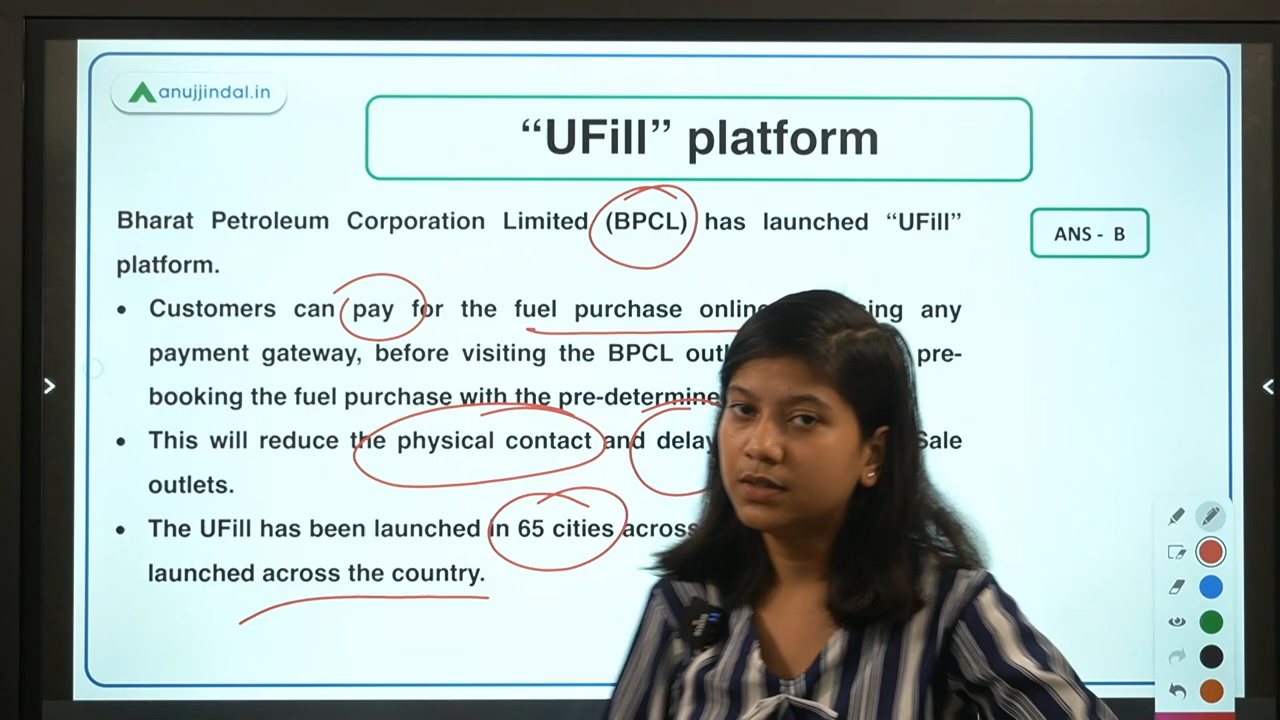 anujjindal.in
“UFill” platform
Bharat Petroleum Corporation Limited (BPCL) has launched “UFill”
platform.
ANS - B
• Customers can pay for the fuel purchase online any
payment gateway, before visiting the BPCL pre-
booking the fuel purchase with the
• This will reduce the physical contact and Sale
outlets.
• The UFill has been launched in 65 cities
launched across the country.